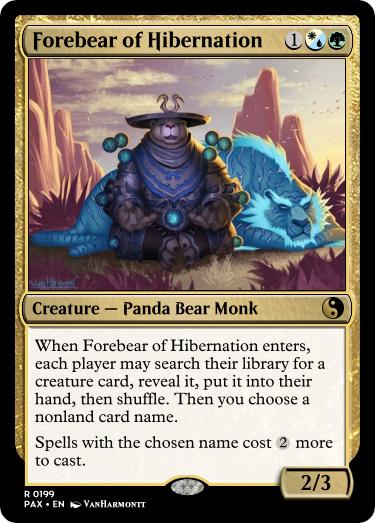 Forebear of Hibernation 1
VanHarmontt
Creature — Panda Bear Monk
When Forebear of Hibernation enters,
each player may search their library for a
creature card, reveal it, put it into their
hand, then shuffle. Then you choose a
nonland card name.
Spells with the chosen name cost 2 more
to cast.
2/3
R 0199
PAX • EN VanHarmontt